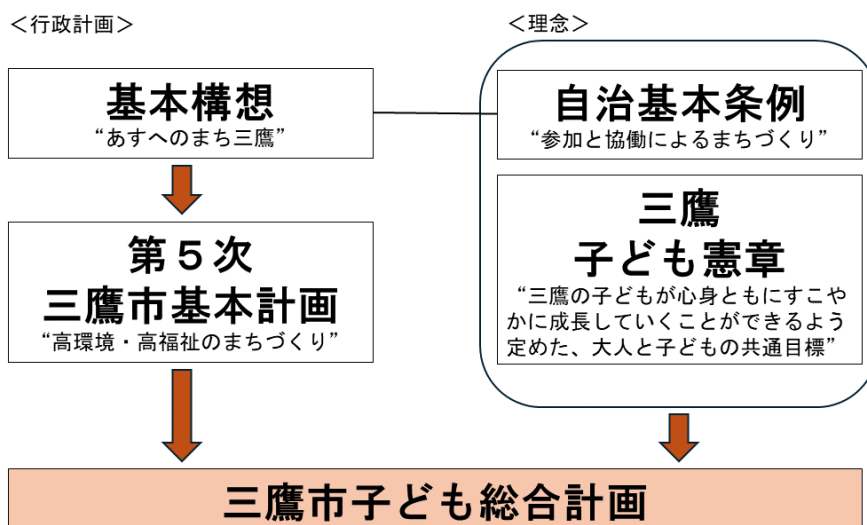 ＜行政計画＞
基本構想
“あすへのまち三鷹”
第５次
三鷹市基本計画
“高環境・高福祉のまちづくり”
＜理念＞
自治基本条例
“参加と協働によるまちづくり”
三鷹
子ども憲章
“三鷹の子どもが心身ともにすこや
かに成長していくことができるよう
定めた、大人と子どもの共通目標”
三鷹市子ども総合計画